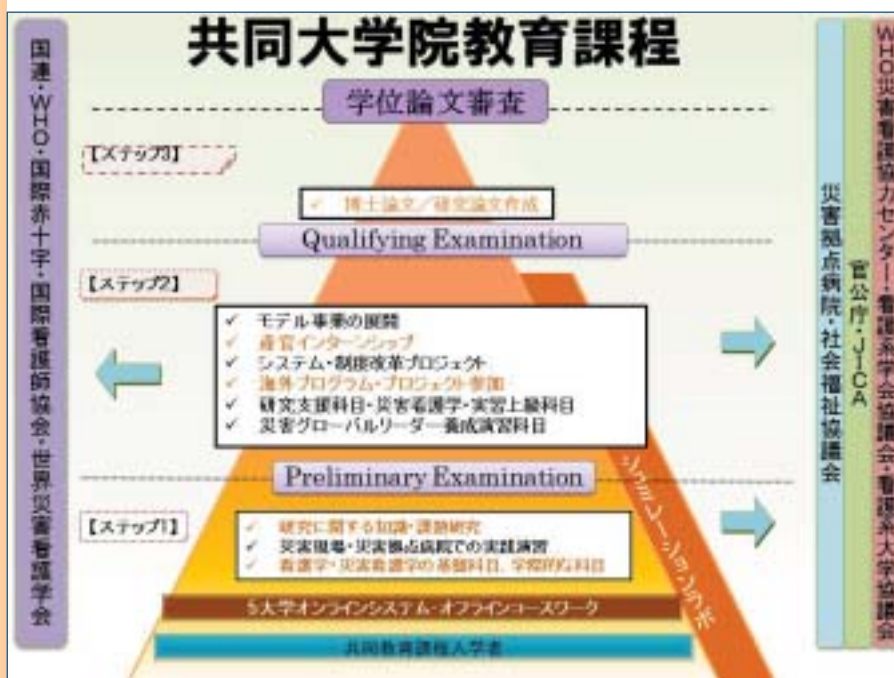 共同大学院教育課程
学位論文審査
【ステップ3】
✓ 博士論文/研究論文作成
Qualifying Examination
【ステップ2】
✓ モデル事業の展開
✓ 産官インターンシップ
✓ システム・制度改革プロジェクト
✓ 海外プログラム・プロジェクト参加
✓ 研究支援科目・災害看護学・実習上級科目
✓ 災害グローバルリーダー養成演習科目
Preliminary Examination
【ステップ1】
✓ 研究に関する知識・課題研究
✓ 災害現場・災害拠点病院での実践演習
✓ 看護学・災害看護学の基盤科目、学際的な科目
5大学オンラインシステム・オフラインコースワーク
共同教育課程入学者
シュミレーションラボ
国連・WHO・国際赤十字・国際看護師協会・世界災害看護学会
災害拠点病院・社会福祉協議会
官公庁・JICA
WHO災害看護協力センター・看護系学会協議会・看護系大学協議会